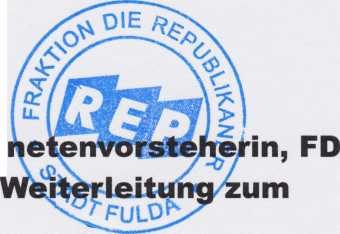 FRAKTION DIE REPUBLIKANER
REP
STADT FULDA
netenvorsteherin, FD
Weiterleitung zum